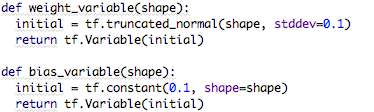 def weight_variable(shape):
  initial = tf.truncated_normal(shape, stddev=0.1)
  return tf.Variable(initial)

def bias_variable(shape):
  initial = tf.constant(0.1, shape=shape)
  return tf.Variable(initial)